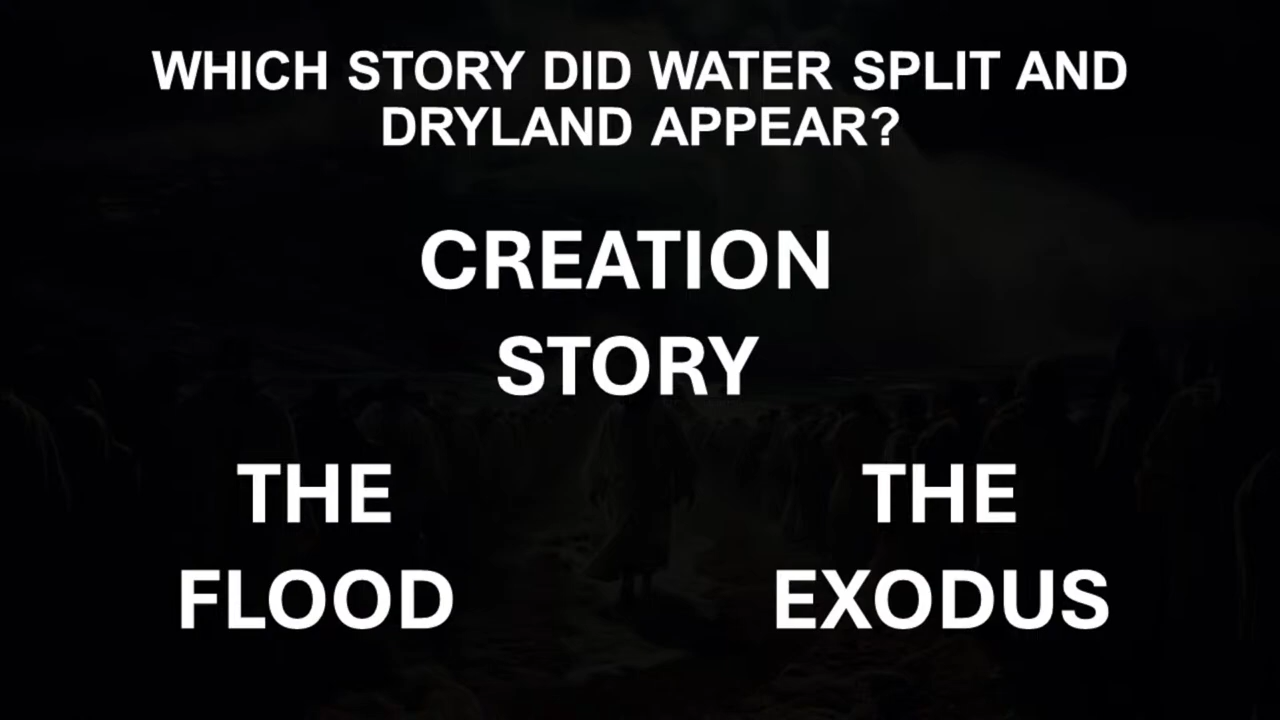 WHICH STORY DID WATER SPLIT AND
DRYLAND APPEAR?
CREATION
STORY
THE
FLOOD
THE
EXODUS